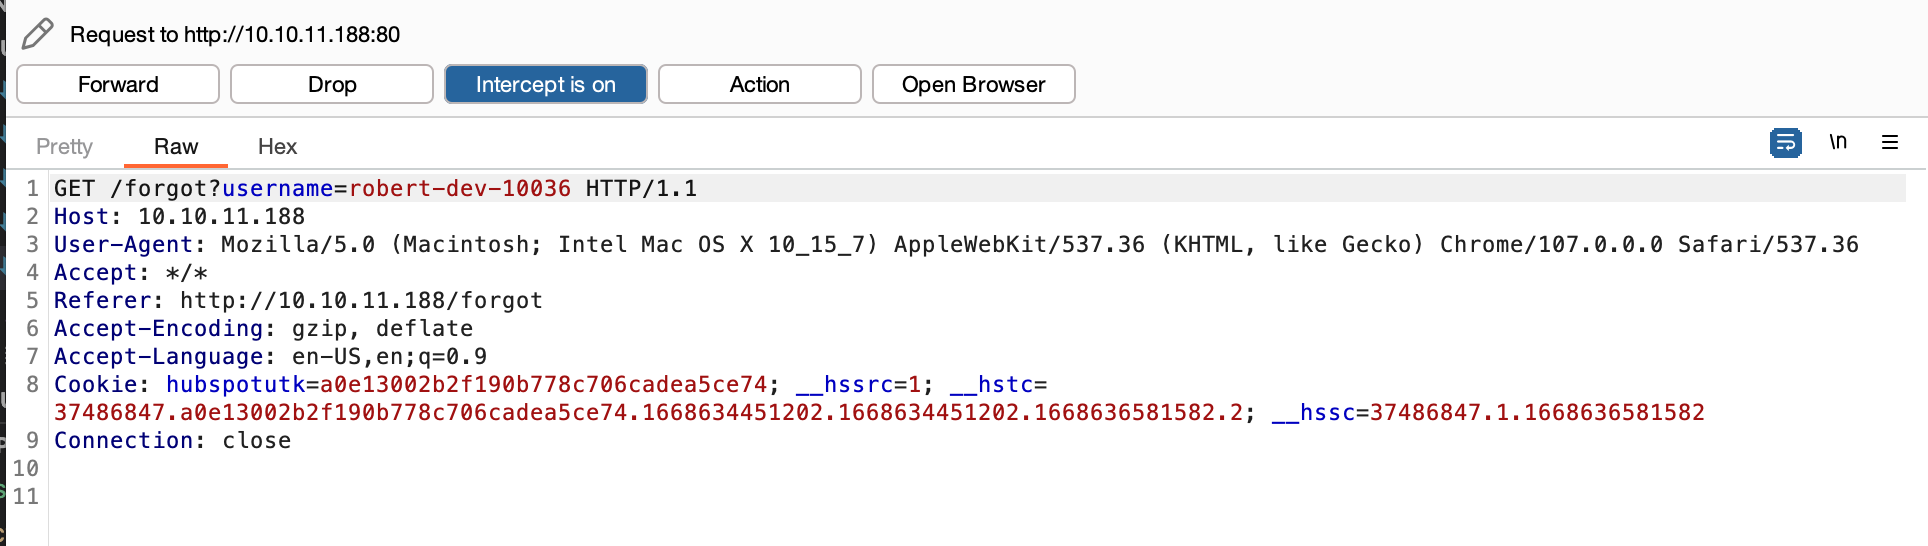 Request to http://10.10.11.188:80
Forward Drop Intercept is on Action Open Browser
Pretty Raw Hex \n
1 GET /forgot?username=robert-dev-10036 HTTP/1.1
2 Host: 10.10.11.188
3 User-Agent: Mozilla/5.0 (Macintosh; Intel Mac OS X 10_15_7) AppleWebKit/537.36 (KHTML, like Gecko) Chrome/107.0.0.0 Safari/537.36
4 Accept: */*
5 Referer: http://10.10.11.188/forgot
6 Accept-Encoding: gzip, deflate
7 Accept-Language: en-US,en;q=0.9
8 Cookie: hubspotutk=a0e13002b2f190b778c706cadea5ce74; __hssrc=1; __hstc=
37486847.a0e13002b2f190b778c706cadea5ce74.1668634451202.1668634451202.1668636581582.2; __hssc=37486847.1.1668636581582
9 Connection: close
10
11